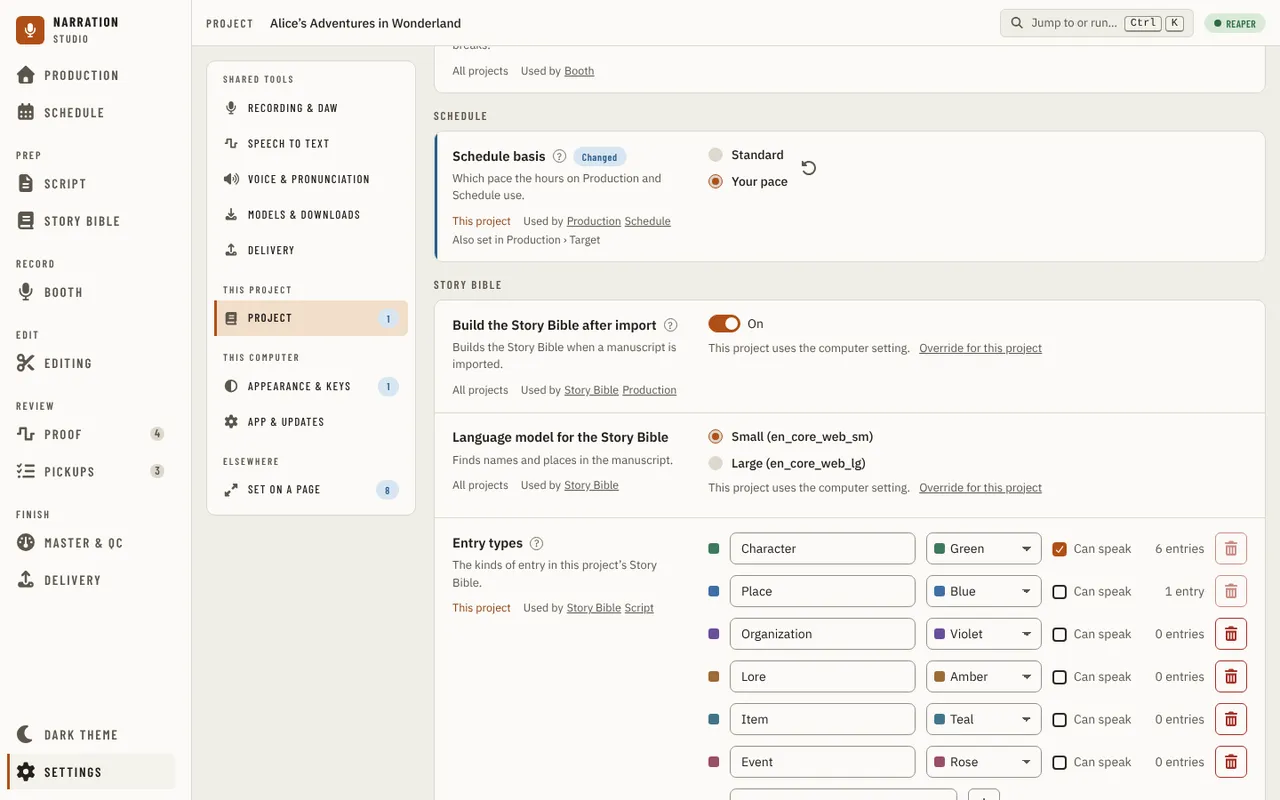 NARRATION
STUDIO
PRODUCTION
SCHEDULE
PREP
SCRIPT
STORY BIBLE
RECORD
BOOTH
EDIT
EDITING
REVIEW
PROOF 4
PICKUPS 3
FINISH
MASTER & QC
DELIVERY
DARK THEME
SETTINGS
PROJECT Alice’s Adventures in Wonderland
Jump to or run... Ctrl K
REAPER
SHARED TOOLS
RECORDING & DAW
SPEECH TO TEXT
VOICE & PRONUNCIATION
MODELS & DOWNLOADS
DELIVERY
THIS PROJECT
PROJECT 1
THIS COMPUTER
APPEARANCE & KEYS 1
APP & UPDATES
ELSEWHERE
SET ON A PAGE 8
breaks.
All projects Used by Booth
SCHEDULE
Schedule basis ? Changed
Which pace the hours on Production and
Schedule use.
This project Used by Production Schedule
Also set in Production › Target
Standard
Your pace
STORY BIBLE
Build the Story Bible after import ?
Builds the Story Bible when a manuscript is
imported.
All projects Used by Story Bible Production
On
This project uses the computer setting. Override for this project
Language model for the Story Bible
Finds names and places in the manuscript.
All projects Used by Story Bible
Small (en_core_web_sm)
Large (en_core_web_lg)
This project uses the computer setting. Override for this project
Entry types ?
The kinds of entry in this project’s Story
Bible.
This project Used by Story Bible Script
Character Green Can speak 6 entries
Place Blue Can speak 1 entry
Organization Violet Can speak 0 entries
Lore Amber Can speak 0 entries
Item Teal Can speak 0 entries
Event Rose Can speak 0 entries